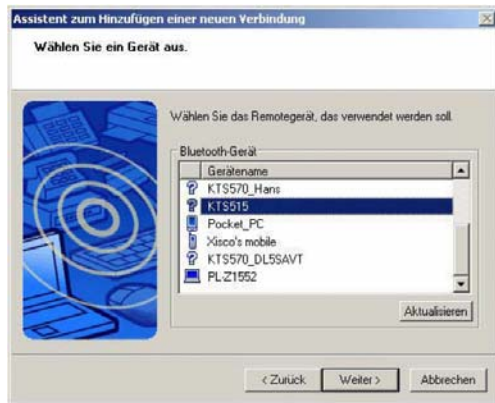 Assistent zum Hinzufügen einer neuen Verbindung
Wählen Sie ein Gerät aus.
Wählen Sie das Remotegerät, das verwendet werden soll.
Bluetooth-Gerät
Gerätename
KTS570_Hans
KTS515
Pocket_PC
Xisco's mobile
KTS570_DL5SAVT
PL-Z1552
Aktualisieren
< Zurück Weiter > Abbrechen